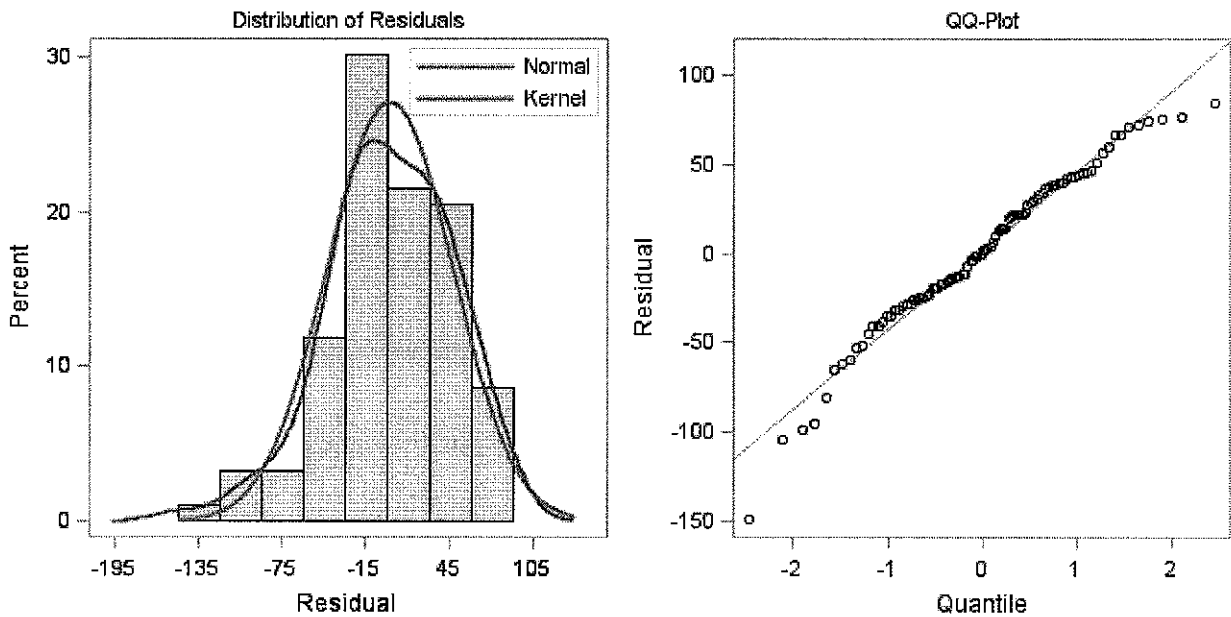 Distribution of Residuals
30
20
10
0
Percent
Normal
Kernel
-195 -135 -75 -15 45 105
Residual
QQ-Plot
100
50
0
-50
-100
-150
Residual
-2 -1 0 1 2
Quantile